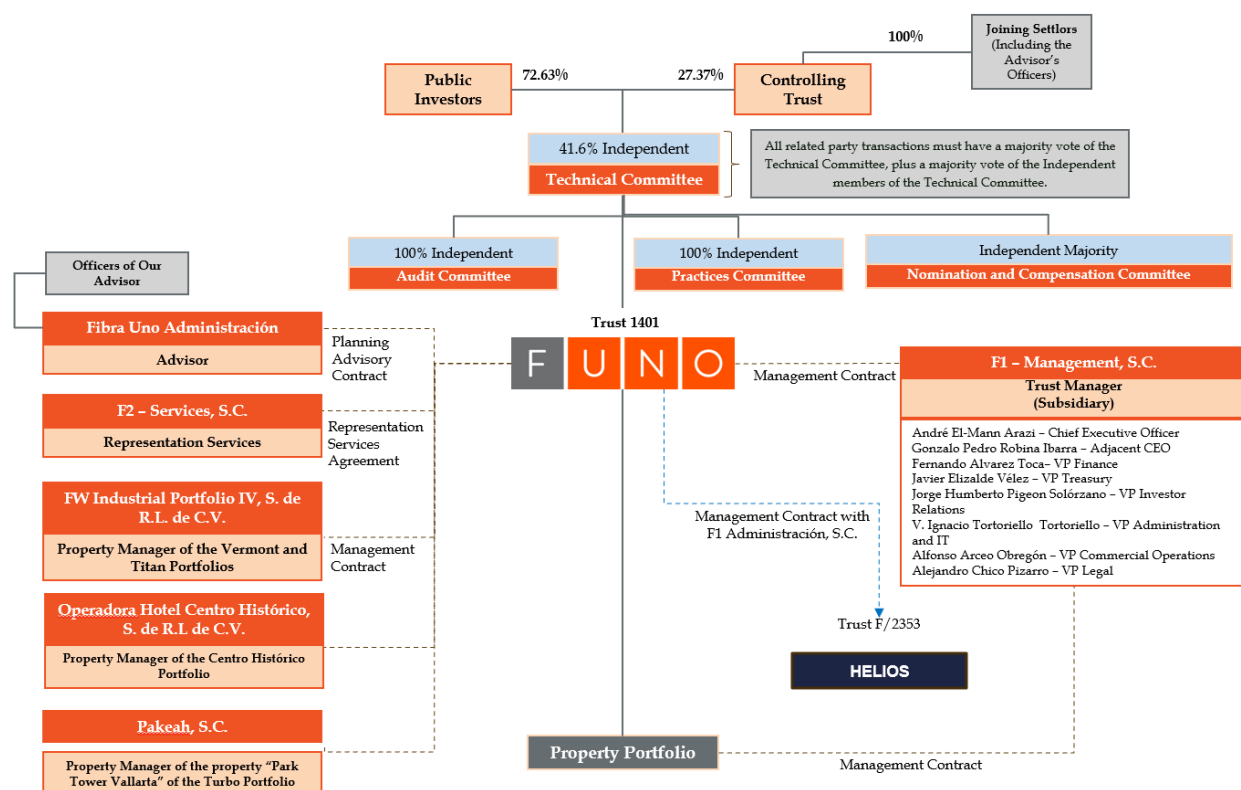 Joining Settlors
(Including the
Advisor's
Officers)
100%
Public
Investors
72.63%
27.37%
Controlling
Trust
41.6% Independent
Technical Committee
All related party transactions must have a majority vote of the
Technical Committee, plus a majority vote of the Independent
members of the Technical Committee.
100% Independent
Audit Committee
100% Independent
Practices Committee
Independent Majority
Nomination and Compensation Committee
Officers of Our
Advisor
Fibra Uno Administración
Advisor
Planning
Advisory
Contract
F2 – Services, S.C.
Representation Services
Representation
Services
Agreement
FW Industrial Portfolio IV, S. de
R.L. de C.V.
Property Manager of the Vermont and
Titan Portfolios
Management
Contract
Operadora Hotel Centro Histórico,
S. de R.L de C.V.
Property Manager of the Centro Histórico
Portfolio
Pakeah, S.C.
Property Manager of the property "Park
Tower Vallarta" of the Turbo Portfolio
Trust 1401
FUNO
Management Contract
F1 – Management, S.C.
Trust Manager
(Subsidiary)
André El-Mann Arazi – Chief Executive Officer
Gonzalo Pedro Robina Ibarra – Adjacent CEO
Fernando Alvarez Toca– VP Finance
Javier Elizalde Vélez – VP Treasury
Jorge Humberto Pigeon Solórzano – VP Investor
Relations
V. Ignacio Tortoriello  Tortoriello – VP Administration
and IT
Alfonso Arceo Obregón – VP Commercial Operations
Alejandro Chico Pizarro – VP Legal
Management Contract with
F1 Administración, S.C.
Trust F/2353
HELIOS
Property Portfolio
Management Contract